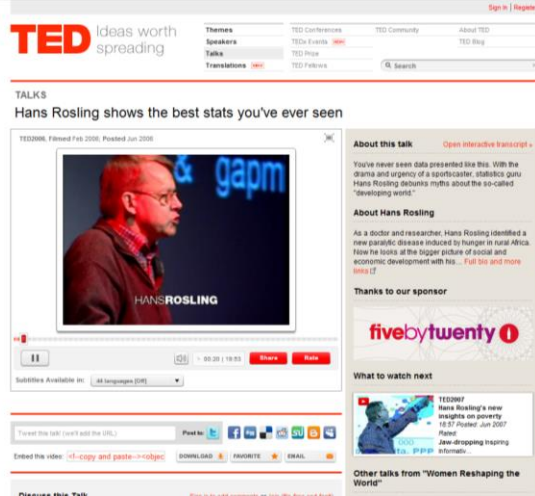 Sign in | Register
TED Ideas worth
spreading
Themes
Speakers
Talks
Translations
TED Conferences
TEDx Events
TED Prize
TED Fellows
TED Community
About TED
TED Blog
Search
TALKS
Hans Rosling shows the best stats you've ever seen
TED2006, Filmed Feb 2006; Posted Jun 2006
& gapm
HANSROSLING
00:20 | 19:53
Share
Rate
Subtitles Available in:
44 languages [Off]
Tweet this talk (we'll add the URL)
Post to:
Embed this video:
<!--copy and paste--><objec
DOWNLOAD
FAVORITE
EMAIL
Discuss this Talk
About this talk
Open interactive transcript »
You've never seen data presented like this. With the
drama and urgency of a sportscaster, statistics guru
Hans Rosling debunks myths about the so-called
"developing world."
About Hans Rosling
As a doctor and researcher, Hans Rosling identified a
new paralytic disease induced by hunger in rural Africa.
Now he looks at the bigger picture of social and
economic development with his... Full bio and more
links
Thanks to our sponsor
fivebytwenty
What to watch next
TED2007
Hans Rosling's new
insights on poverty
18:57 Posted: Jun 2007
Rated:
Jaw-dropping Inspiring
Informativ...
Other talks from "Women Reshaping the
World"